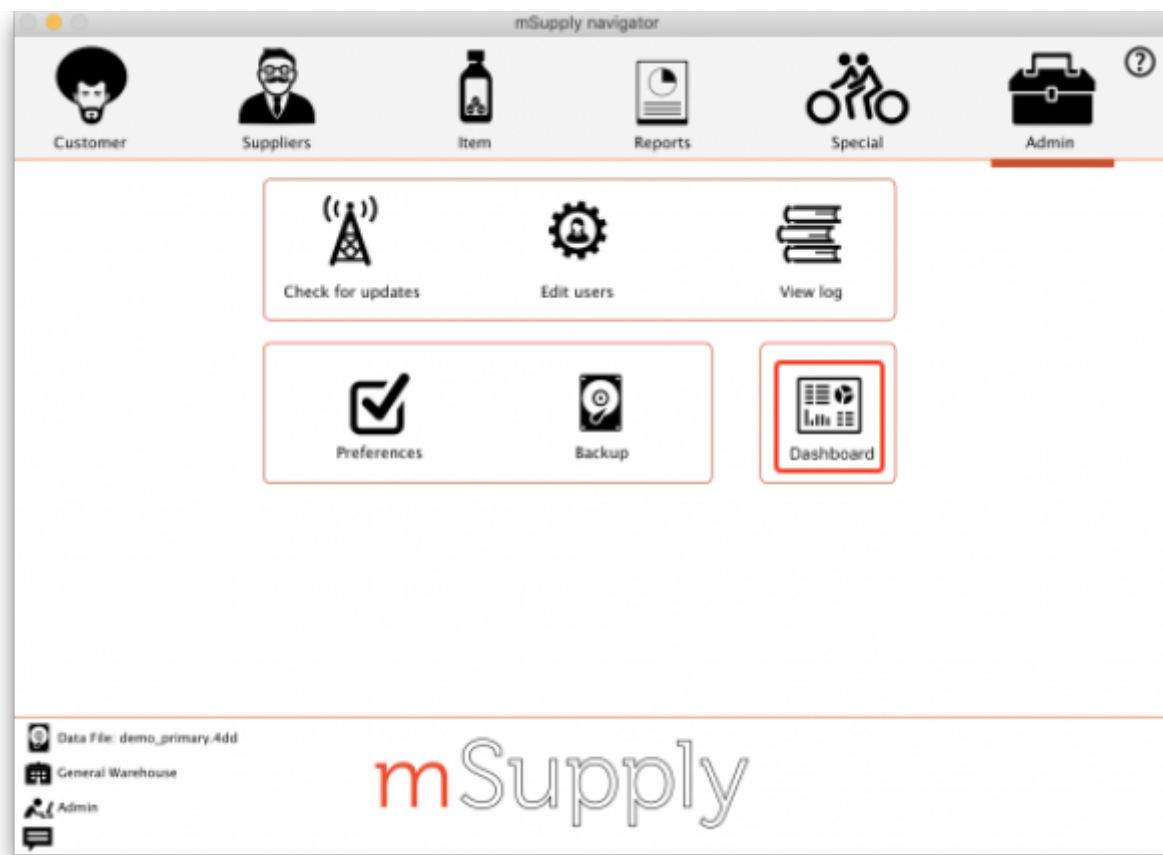 mSupply navigator
?
Customer
Suppliers
Item
Reports
Special
Admin
Check for updates
Edit users
View log
Preferences
Backup
Dashboard
Data File: demo_primary.4dd
General Warehouse
Admin
mSupply